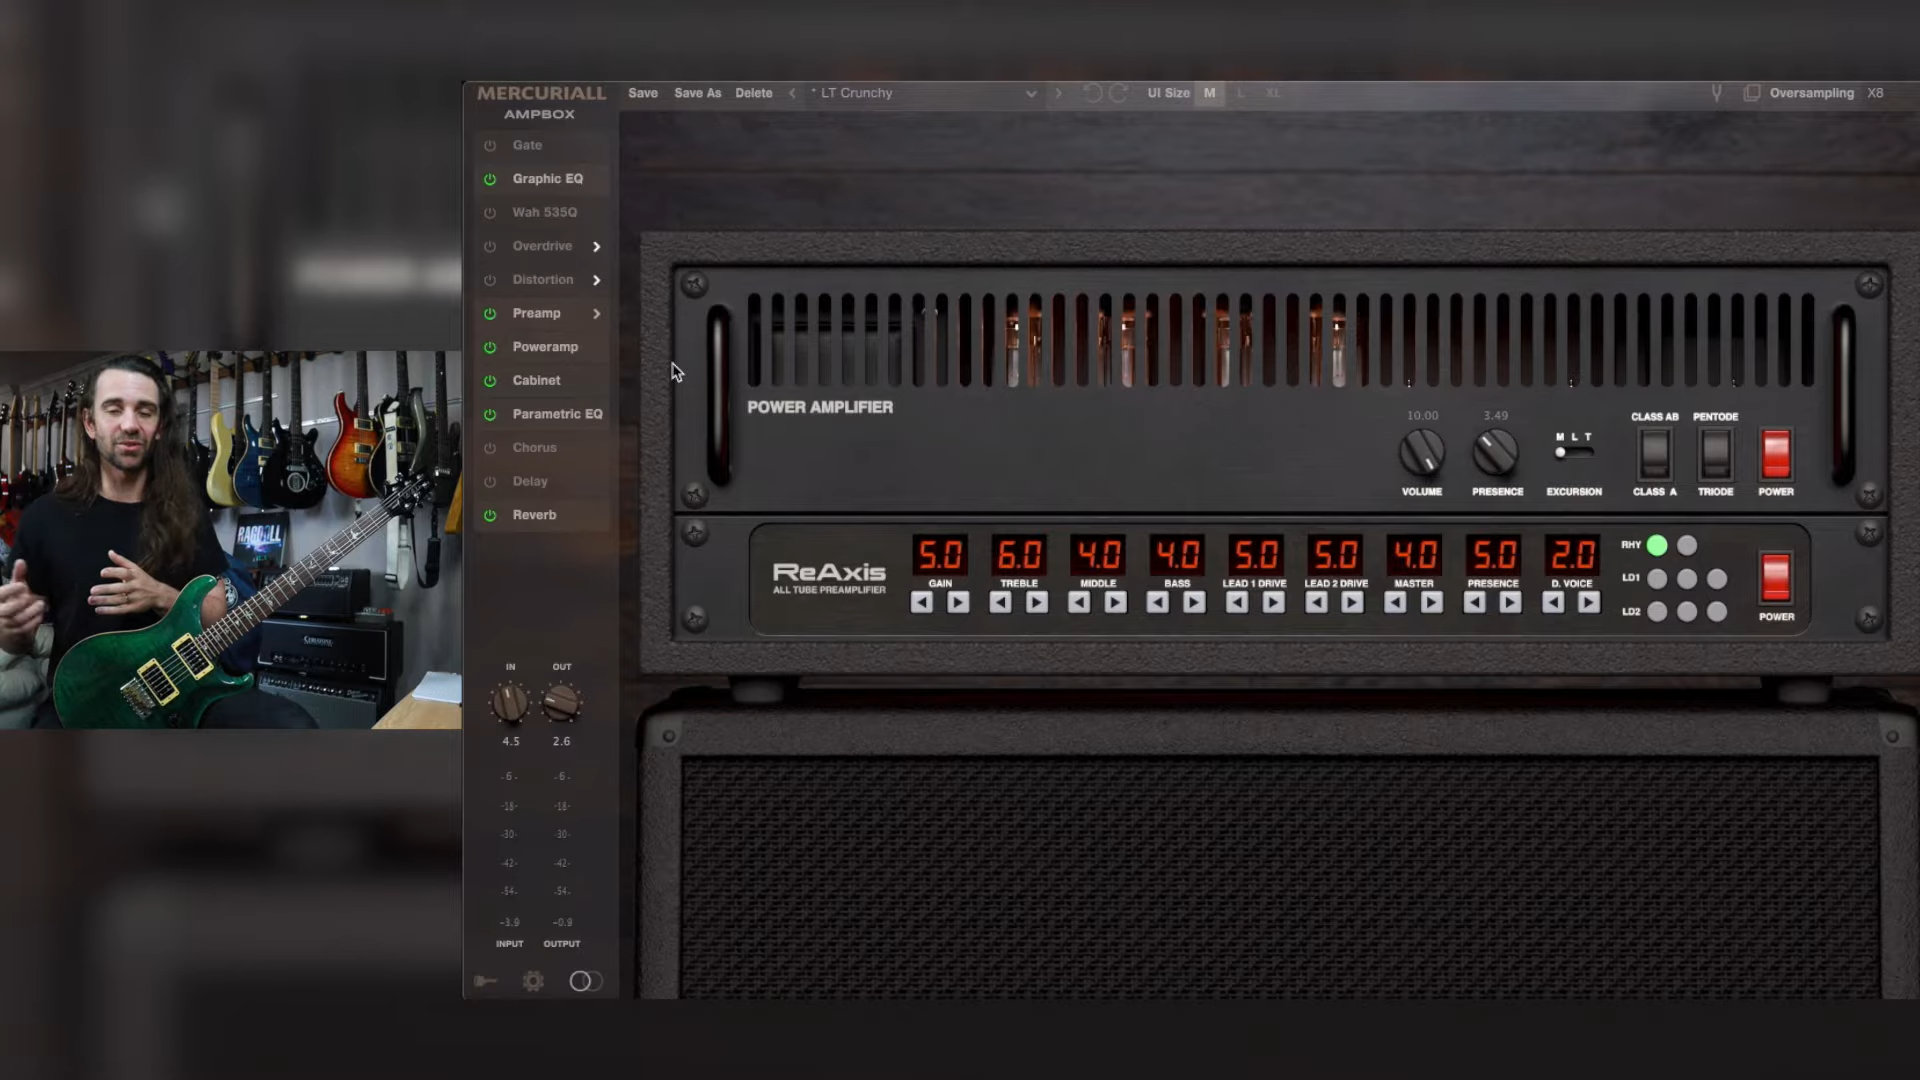 MERCURIALL
AMPBOX
Save Save As Delete * LT Crunchy UI Size M L XL Oversampling X8
Gate
Graphic EQ
Wah 535Q
Overdrive
Distortion
Preamp
Poweramp
Cabinet
Parametric EQ
Chorus
Delay
Reverb
IN OUT
4.5 2.6
-6- -6-
-18- -18-
-30- -30-
-42- -42-
-54- -54-
-3.9 -0.9
INPUT OUTPUT
POWER AMPLIFIER
10.00 3.49
M L T
CLASS AB PENTODE
VOLUME PRESENCE EXCURSION CLASS A TRIODE POWER
ReAxis
ALL TUBE PREAMPLIFIER
5.0 6.0 4.0 4.0 5.0 5.0 4.0 5.0 2.0
GAIN TREBLE MIDDLE BASS LEAD 1 DRIVE LEAD 2 DRIVE MASTER PRESENCE D. VOICE
RHY
LD1
LD2
POWER
RAGDOLL